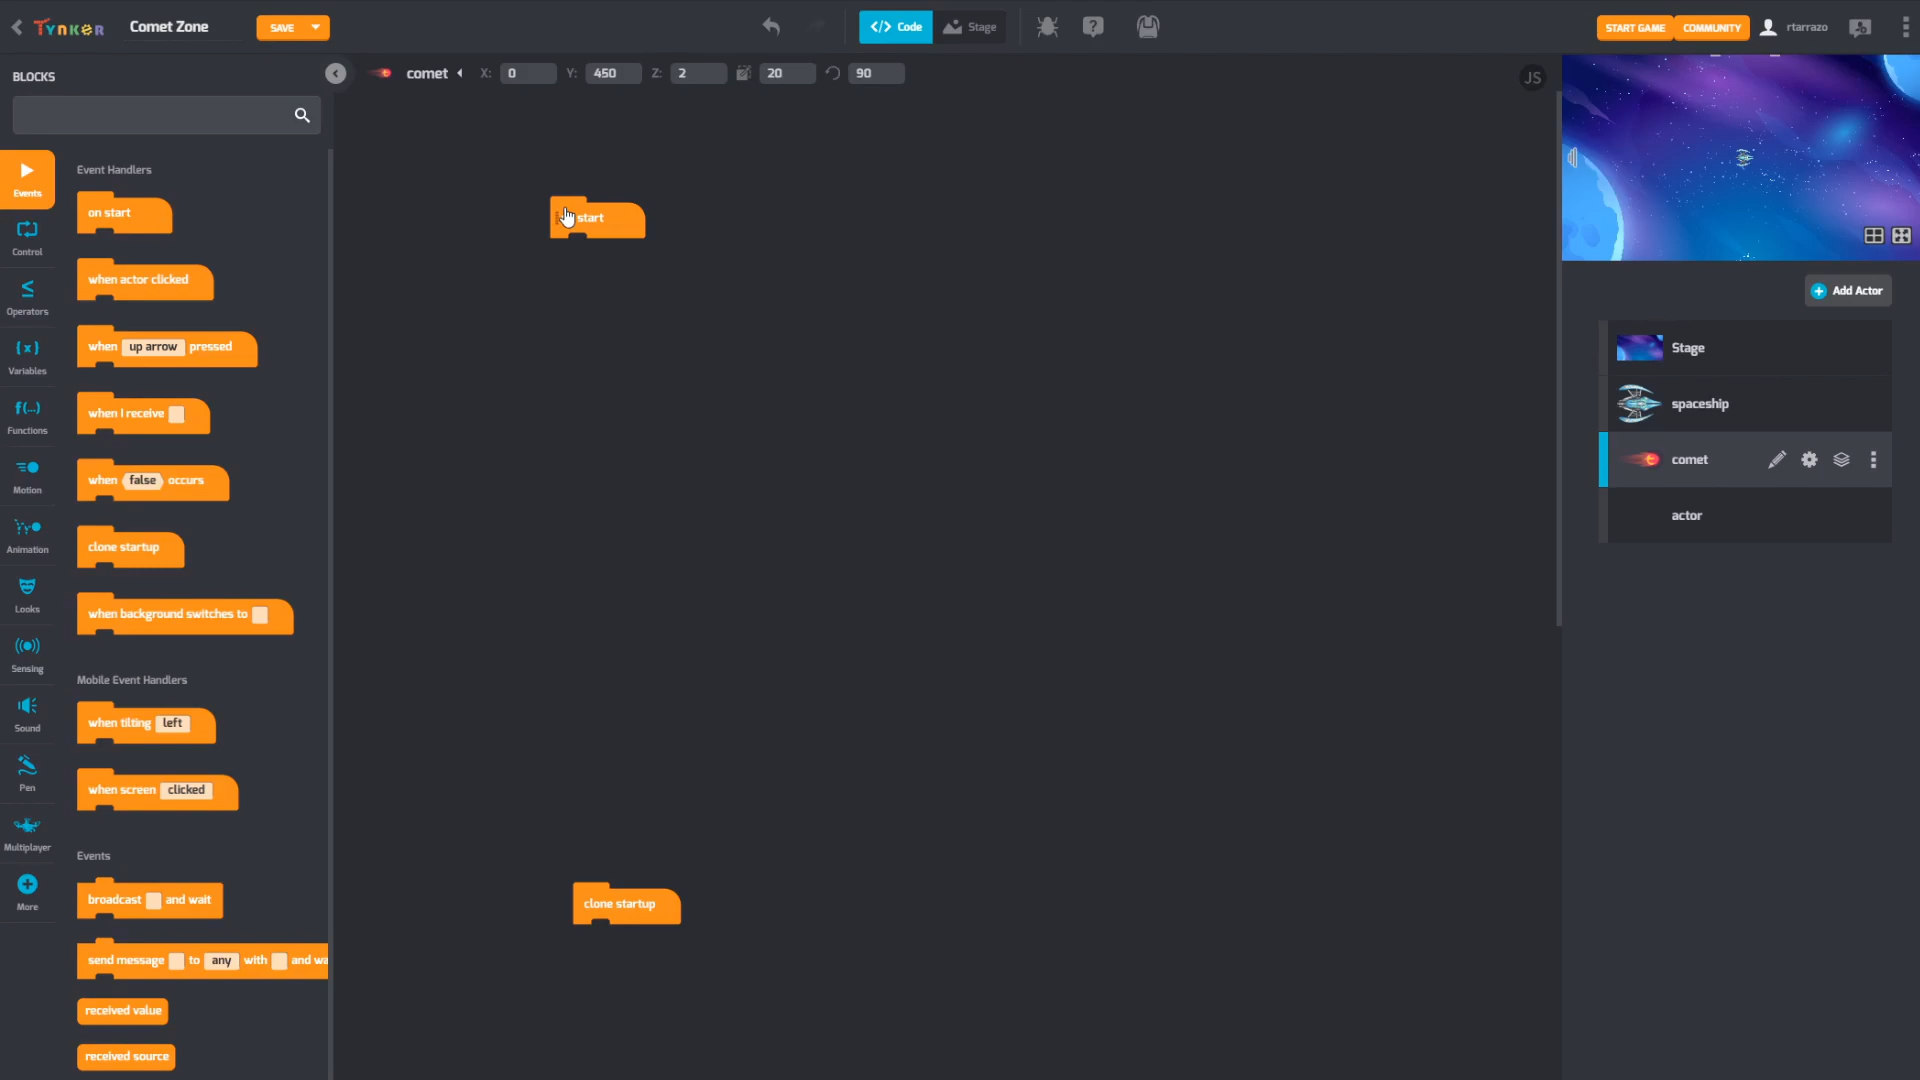 TYNKER
Comet Zone
SAVE
</> Code
Stage
START GAME
COMMUNITY
rtarrazo
BLOCKS
comet
X: 0
Y: 450
Z: 2
20
90
JS
Events
Control
Operators
Variables
Functions
Motion
Animation
Looks
Sensing
Sound
Pen
Multiplayer
More
Event Handlers
on start
when actor clicked
when up arrow pressed
when I receive
when false occurs
clone startup
when background switches to
Mobile Event Handlers
when tilting left
when screen clicked
Events
broadcast and wait
send message to any with and wa
received value
received source
start
clone startup
Add Actor
Stage
spaceship
comet
actor